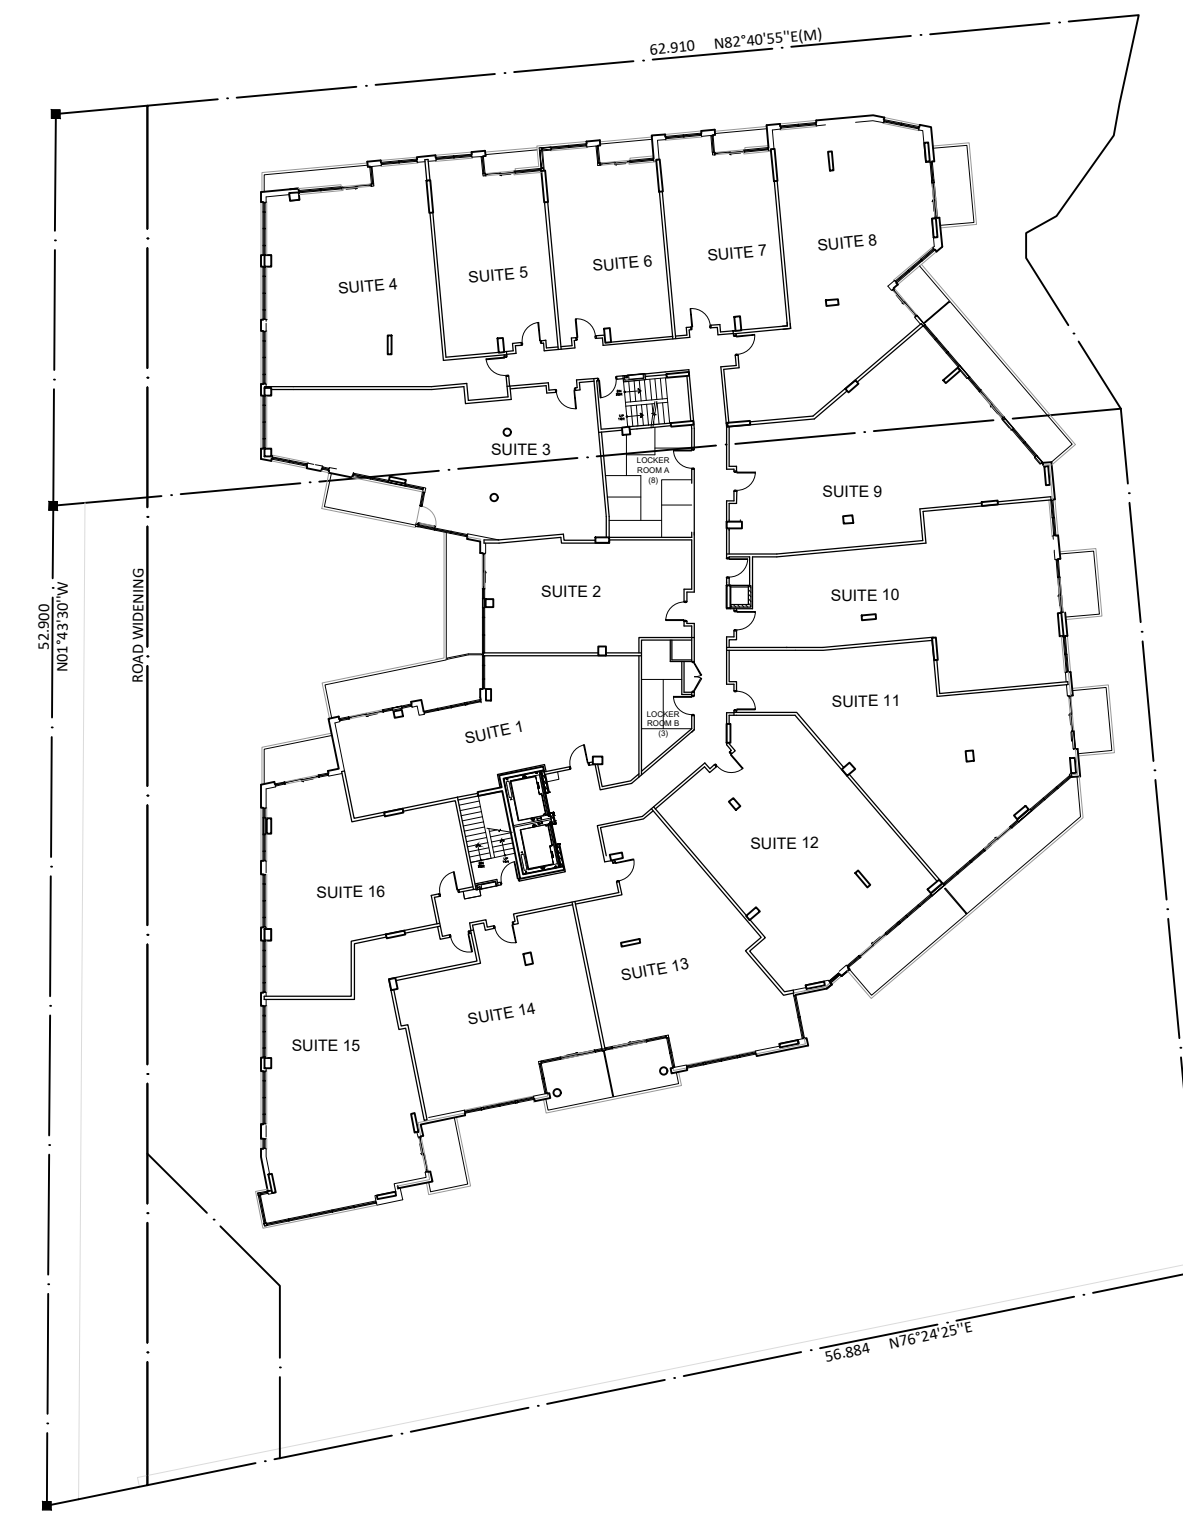 62.910 N82°40'55"E(M)
SUITE 8
SUITE 7
SUITE 6
SUITE 5
SUITE 4
SUITE 3
LOCKER
ROOM A
(8)
SUITE 9
SUITE 2
SUITE 10
52.900
N01°43'30"W
ROAD WIDENING
SUITE 11
SUITE 1
LOCKER
ROOM B
(3)
SUITE 12
SUITE 16
SUITE 13
SUITE 14
SUITE 15
56.884 N76°24'25"E